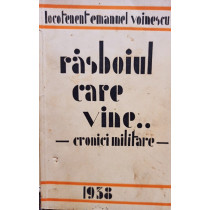 locotenent emanuel voinescu
răsboiul
care
vine..
— cronici militare —
1938